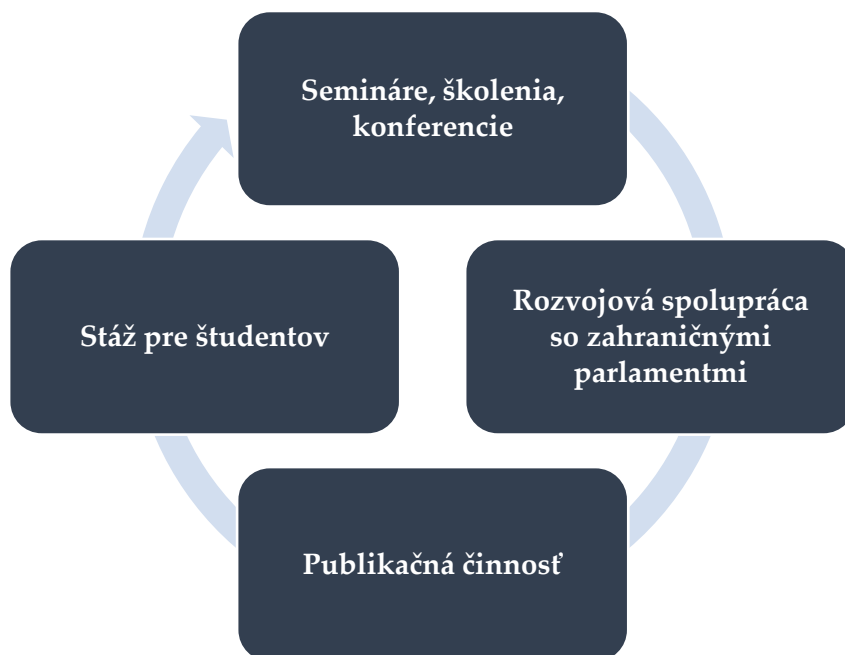 Semináre, školenia,
konferencie
Rozvojová spolupráca
so zahraničnými
parlamentmi
Publikačná činnosť
Stáž pre študentov